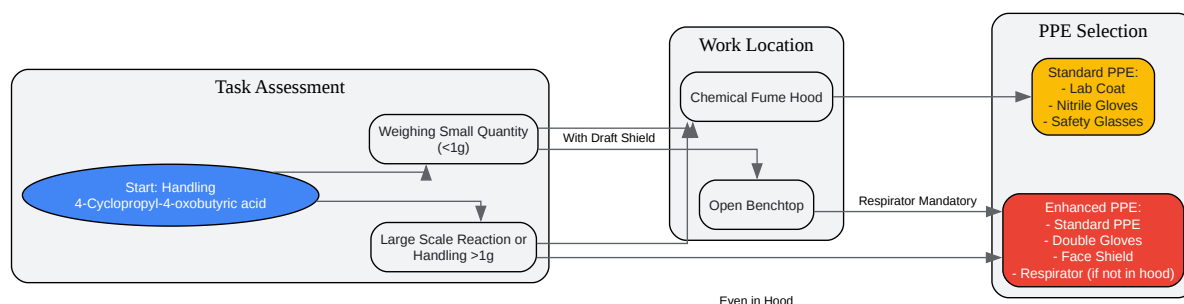 Task Assessment
Start: Handling
4-Cyclopropyl-4-oxobutyric acid
Weighing Small Quantity
(<1g)
Large Scale Reaction or
Handling >1g
With Draft Shield
Work Location
Chemical Fume Hood
Open Benchtop
Respirator Mandatory
Even in Hood
PPE Selection
Standard PPE:
- Lab Coat
- Nitrile Gloves
- Safety Glasses
Enhanced PPE:
- Standard PPE
- Double Gloves
- Face Shield
- Respirator (if not in hood)